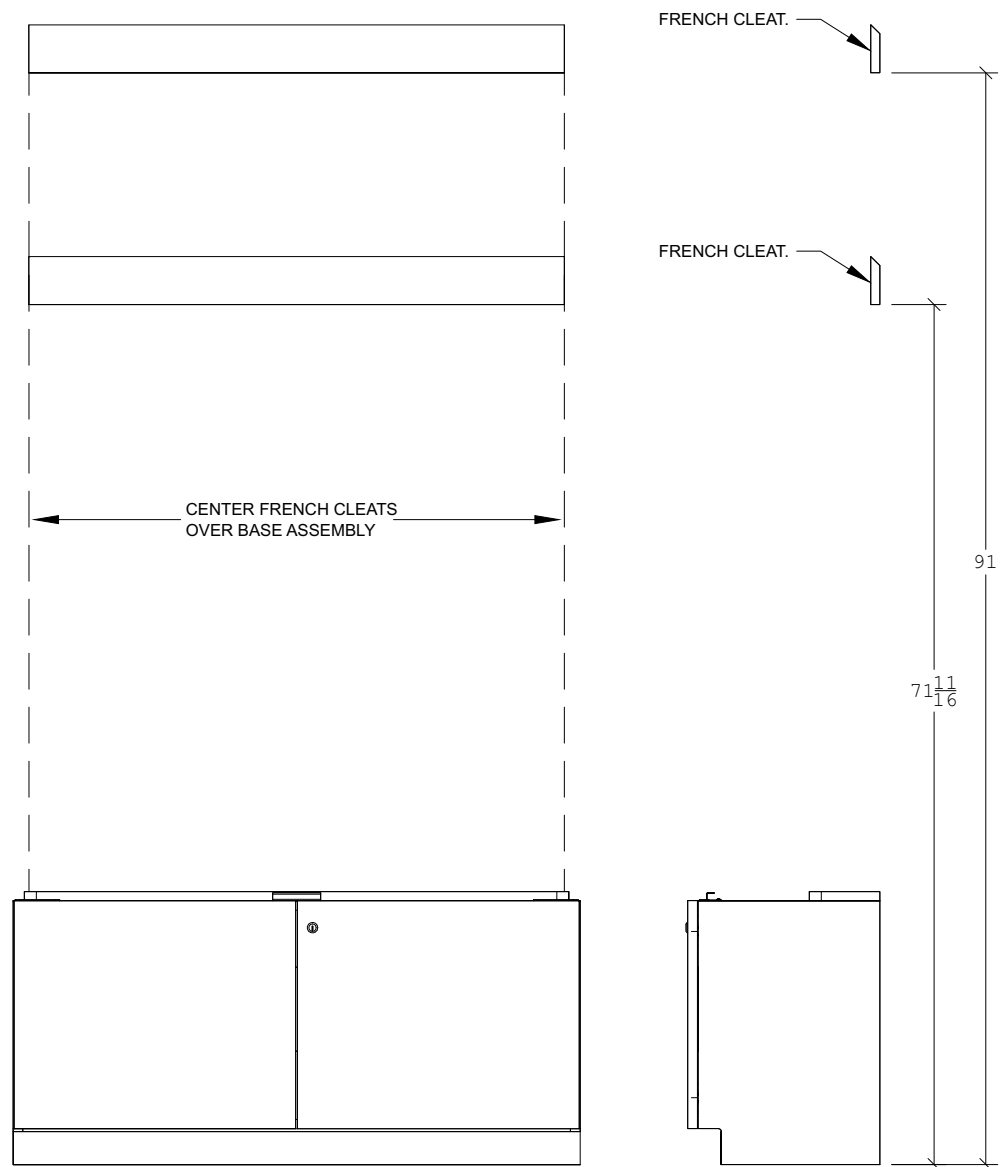 FRENCH CLEAT.
FRENCH CLEAT.
CENTER FRENCH CLEATS
OVER BASE ASSEMBLY
91
71 11/16